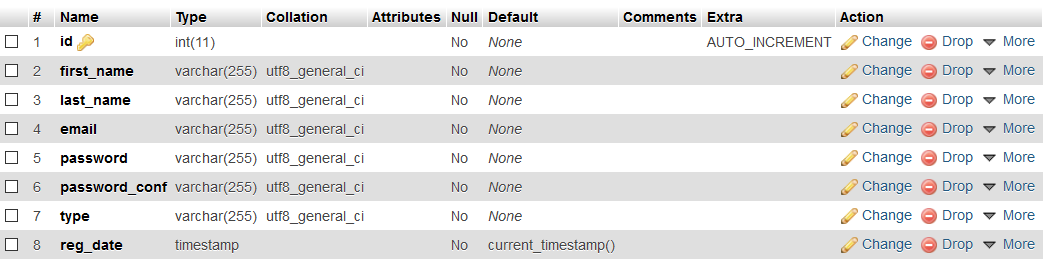 # Name Type Collation Attributes Null Default Comments Extra Action
1 id int(11) No None AUTO_INCREMENT Change Drop More
2 first_name varchar(255) utf8_general_ci No None Change Drop More
3 last_name varchar(255) utf8_general_ci No None Change Drop More
4 email varchar(255) utf8_general_ci No None Change Drop More
5 password varchar(255) utf8_general_ci No None Change Drop More
6 password_conf varchar(255) utf8_general_ci No None Change Drop More
7 type varchar(255) utf8_general_ci No None Change Drop More
8 reg_date timestamp No current_timestamp() Change Drop More